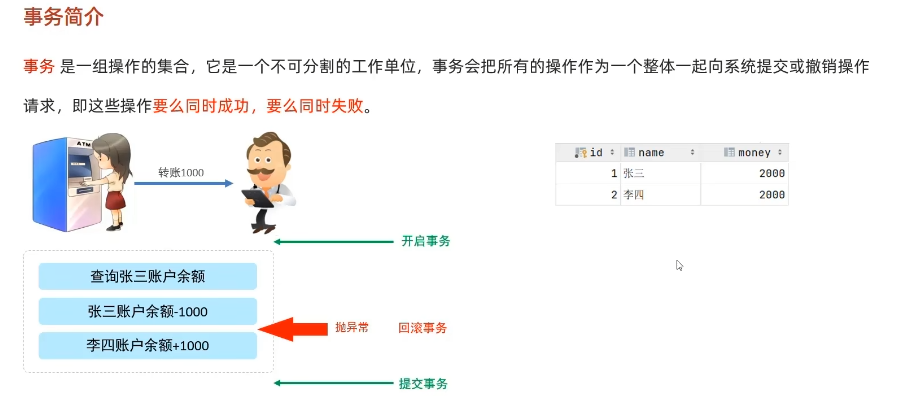 事务简介
事务 是一组操作的集合，它是一个不可分割的工作单位，事务会把所有的操作作为一个整体一起向系统提交或撤销操作
请求，即这些操作要么同时成功，要么同时失败。
ATM
转账1000
id name money
1 张三 2000
2 李四 2000
开启事务
查询张三账户余额
张三账户余额-1000
抛异常 回滚事务
李四账户余额+1000
提交事务